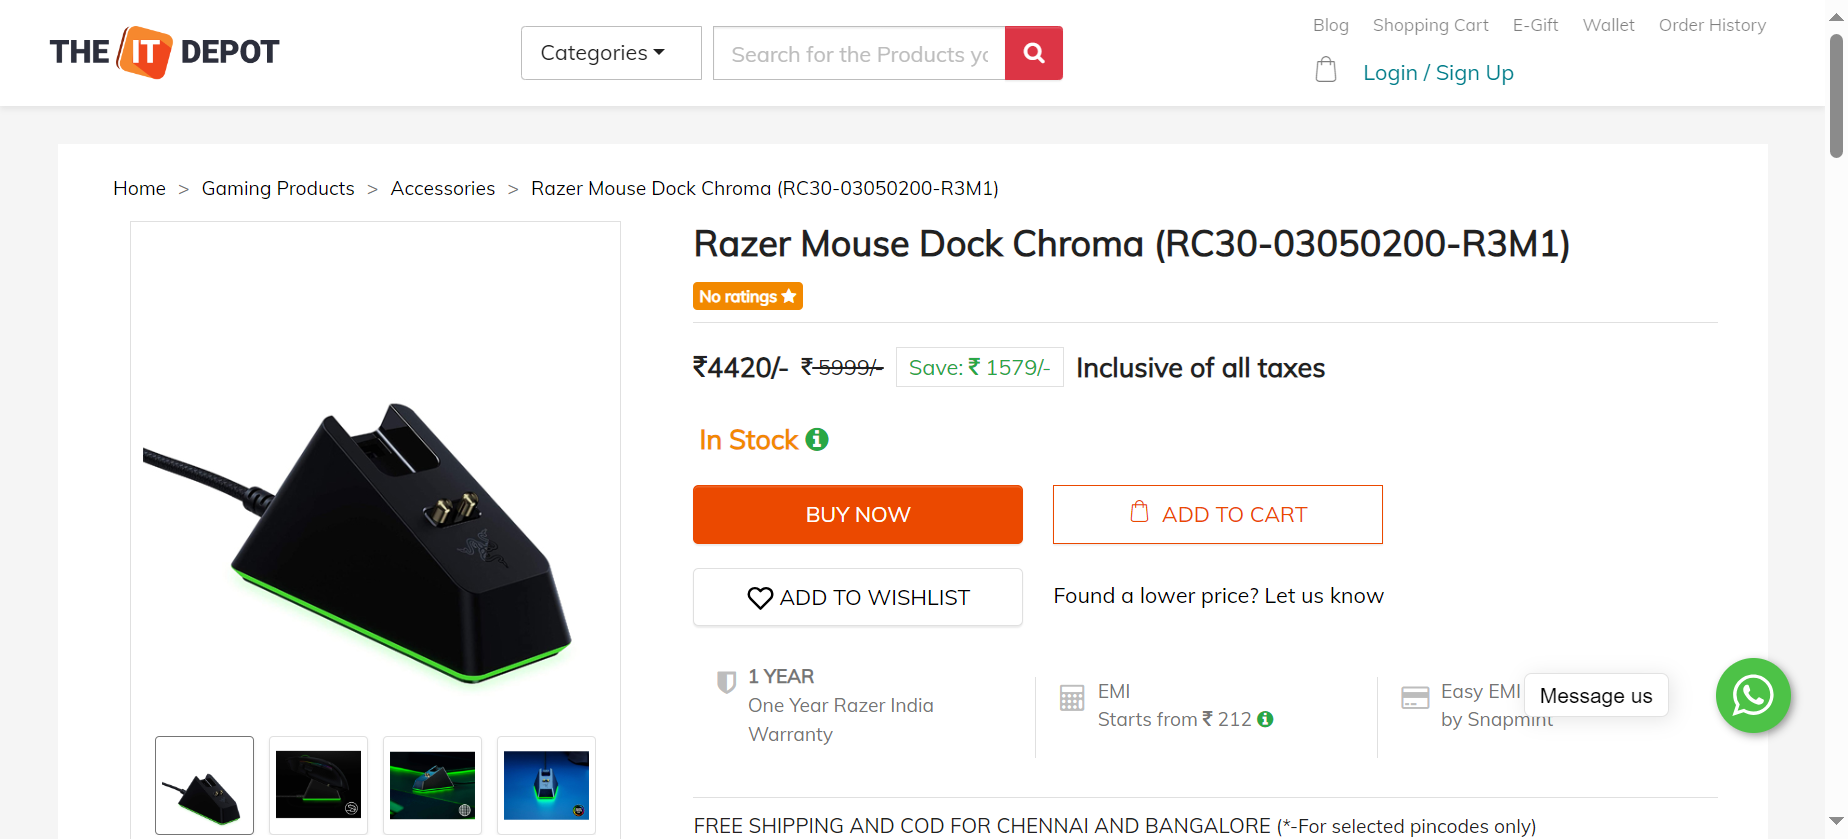 THE IT DEPOT
Categories
Search for the Products yo
Blog Shopping Cart E-Gift Wallet Order History
Login / Sign Up
Home > Gaming Products > Accessories > Razer Mouse Dock Chroma (RC30-03050200-R3M1)
Razer Mouse Dock Chroma (RC30-03050200-R3M1)
No ratings
₹4420/- ₹ 5999/- Save: ₹ 1579/- Inclusive of all taxes
In Stock
BUY NOW
ADD TO CART
ADD TO WISHLIST
Found a lower price? Let us know
1 YEAR
One Year Razer India
Warranty
EMI
Starts from ₹ 212
Easy EMI
by Snapmint
Message us
FREE SHIPPING AND COD FOR CHENNAI AND BANGALORE (*-For selected pincodes only)